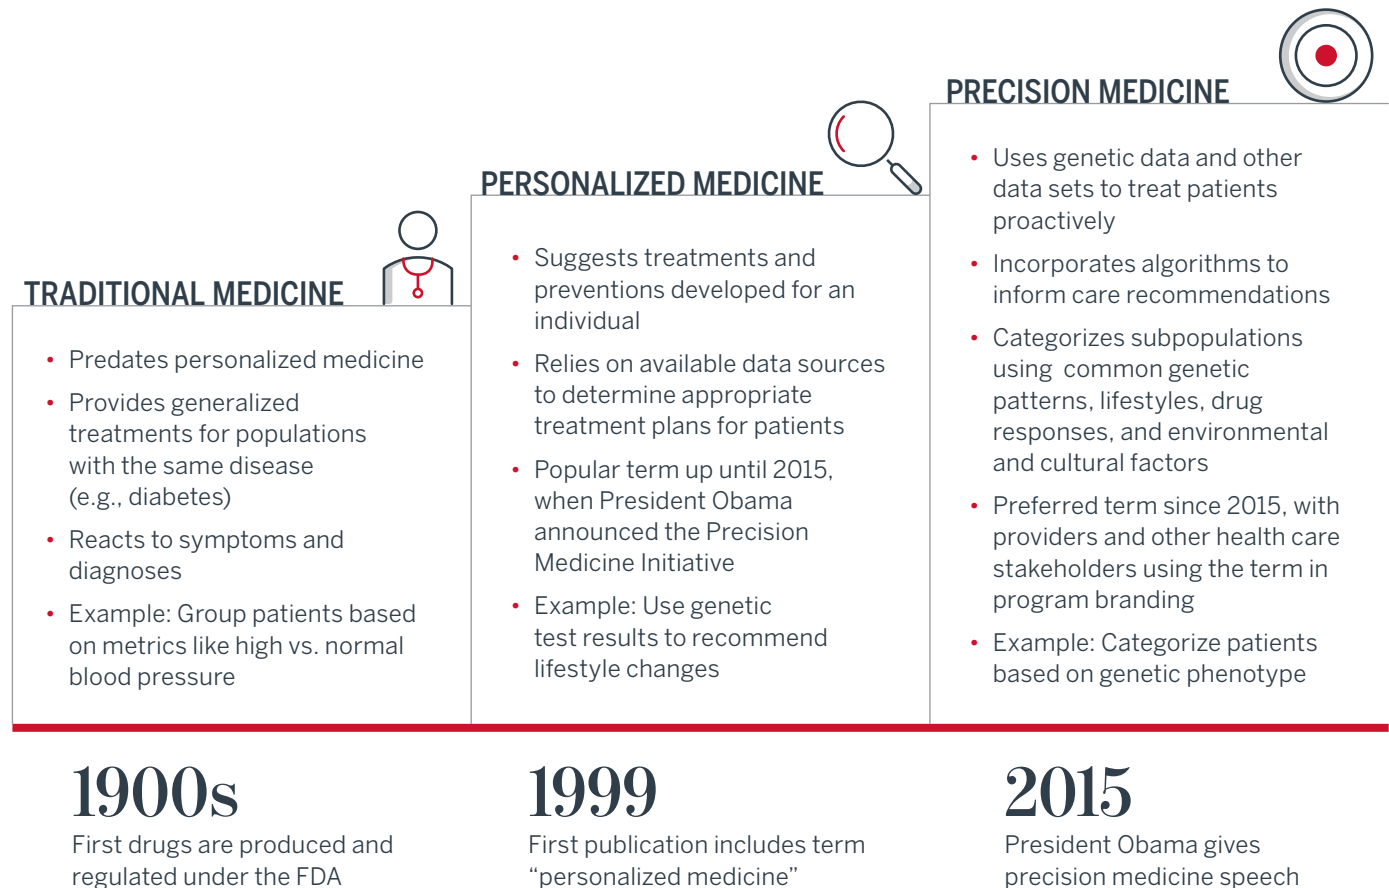 TRADITIONAL MEDICINE
• Predates personalized medicine
• Provides generalized
treatments for populations
with the same disease
(e.g., diabetes)
• Reacts to symptoms and
diagnoses
• Example: Group patients based
on metrics like high vs. normal
blood pressure
1900s
First drugs are produced and
regulated under the FDA
PERSONALIZED MEDICINE
• Suggests treatments and
preventions developed for an
individual
• Relies on available data sources
to determine appropriate
treatment plans for patients
• Popular term up until 2015,
when President Obama
announced the Precision
Medicine Initiative
• Example: Use genetic
test results to recommend
lifestyle changes
1999
First publication includes term
“personalized medicine”
PRECISION MEDICINE
• Uses genetic data and other
data sets to treat patients
proactively
• Incorporates algorithms to
inform care recommendations
• Categorizes subpopulations
using common genetic
patterns, lifestyles, drug
responses, and environmental
and cultural factors
• Preferred term since 2015, with
providers and other health care
stakeholders using the term in
program branding
• Example: Categorize patients
based on genetic phenotype
2015
President Obama gives
precision medicine speech